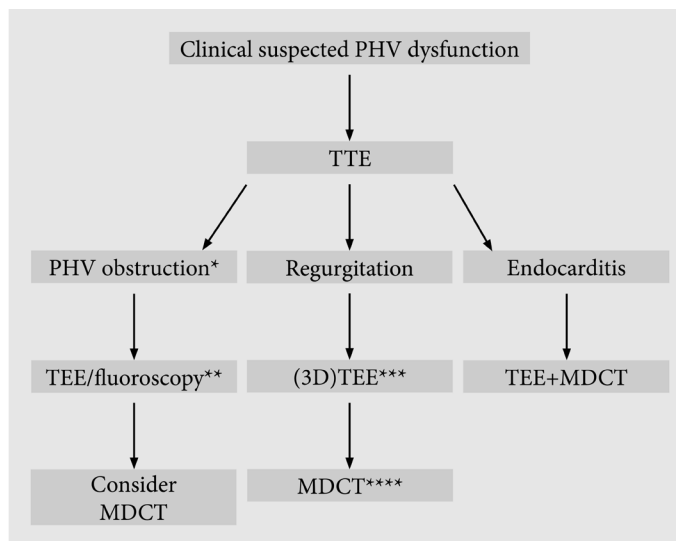 Clinical suspected PHV dysfunction
TTE
PHV obstruction*
Regurgitation
Endocarditis
TEE/fluoroscopy**
(3D)TEE***
TEE+MDCT
Consider
MDCT
MDCT****